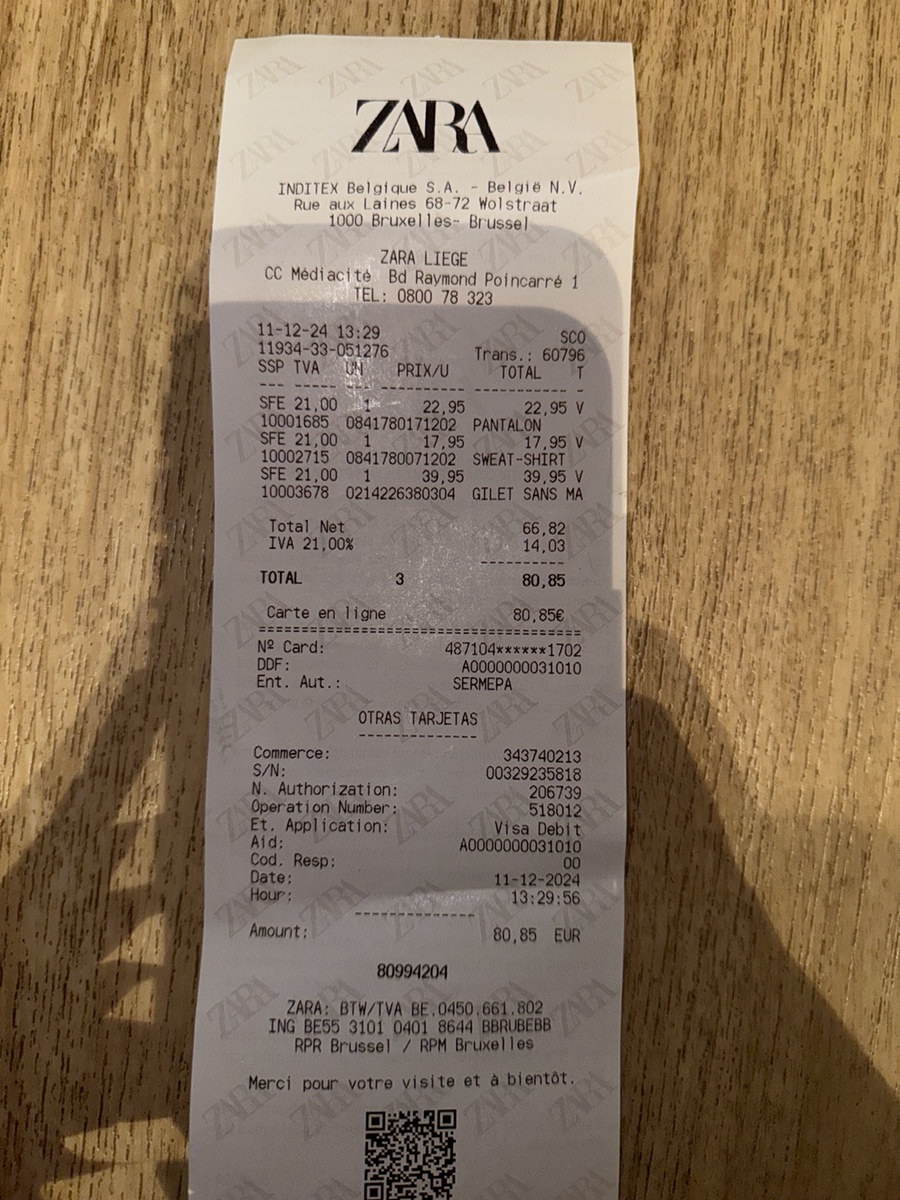 ZARA
INDITEX Belgique S.A. - België N.V.
Rue aux Laines 68-72 Wolstraat
1000 Bruxelles- Brussel
ZARA LIEGE
CC Médiacité Bd Raymond Poincarré 1
TEL: 0800 78 323
11-12-24 13:29 SCO
11934-33-051276 Trans.: 60796
SSP TVA UN PRIX/U TOTAL T
--- ----- --- ---------- ----------- -
SFE 21,00 1 22,95 22,95 V
10001685 0841780171202 PANTALON
SFE 21,00 1 17,95 17,95 V
10002715 0841780071202 SWEAT-SHIRT
SFE 21,00 1 39,95 39,95 V
10003678 0214226380304 GILET SANS MA
Total Net 66,82
IVA 21,00% 14,03
----------
TOTAL 3 80,85
Carte en ligne 80,85€
=======================================
Nº Card: 487104******1702
DDF: A0000000031010
Ent. Aut.: SERMEPA
OTRAS TARJETAS
--------------
Commerce: 343740213
S/N: 00329235818
N. Authorization: 206739
Operation Number: 518012
Et. Application: Visa Debit
Aid: A0000000031010
Cod. Resp: 00
Date: 11-12-2024
Hour: 13:29:56
--------------
Amount: 80,85 EUR
80994204
ZARA: BTW/TVA BE.0450.661.802
ING BE55 3101 0401 8644 BBRUBEBB
RPR Brussel / RPM Bruxelles
Merci pour votre visite et à bientôt.